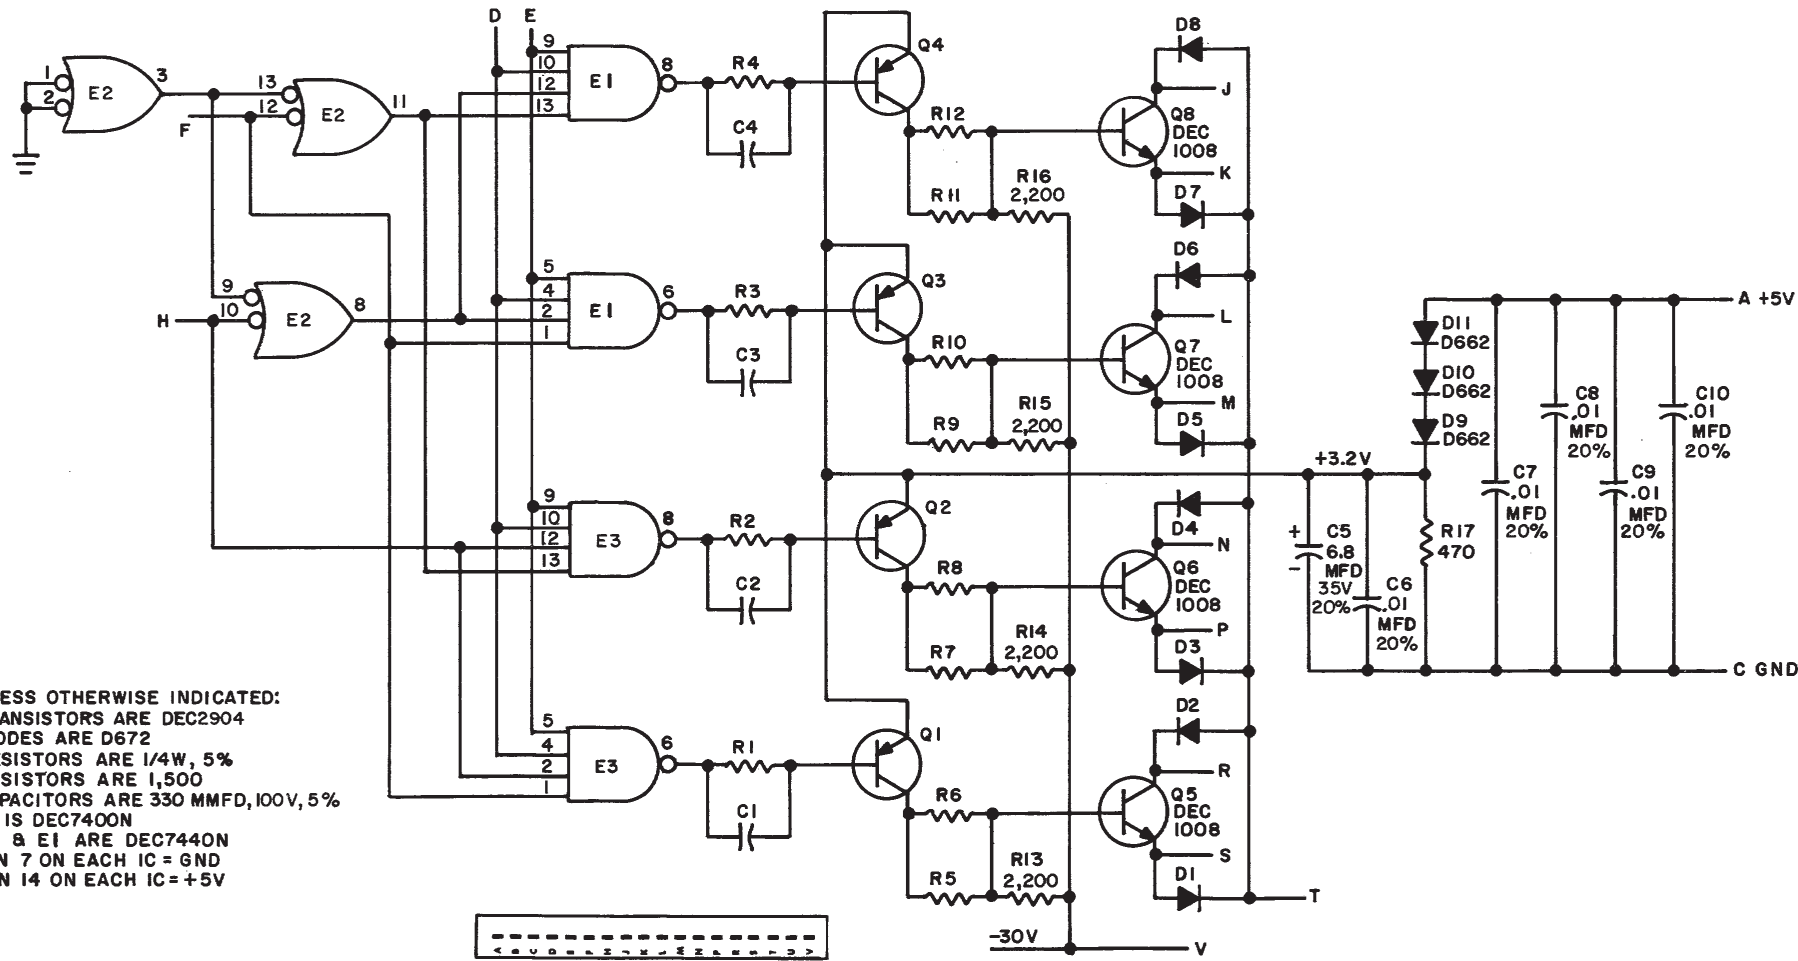 D E
1
2
E2
3
13
12
F
E2
11
9
10
12
13
E1
8
R4
C4
Q4
R12
R11
R16
2,200
D8
J
Q8
DEC
1008
K
D7
H
9
10
E2
8
5
4
2
1
E1
6
R3
C3
Q3
R10
R9
R15
2,200
D6
L
Q7
DEC
1008
M
D5
9
10
12
13
E3
8
R2
C2
Q2
R8
R7
R14
2,200
D4
N
Q6
DEC
1008
P
D3
5
4
2
1
E3
6
R1
C1
Q1
R6
R5
R13
2,200
D2
R
Q5
DEC
1008
S
D1
T
-30V
V
+3.2V
A +5V
D11
D662
D10
D662
D9
D662
+
-
C5
6.8
MFD
35V
20%
C6
.01
MFD
20%
R17
470
C7
.01
MFD
20%
C8
.01
MFD
20%
C9
.01
MFD
20%
C10
.01
MFD
20%
C GND
ESS OTHERWISE INDICATED:
ANSISTORS ARE DEC2904
ODES ARE D672
ESISTORS ARE 1/4W, 5%
SISTORS ARE 1,500
PACITORS ARE 330 MMFD, 100V, 5%
IS DEC7400N
& E1 ARE DEC7440N
N 7 ON EACH IC = GND
N 14 ON EACH IC = +5V
A B C D E F H J K L M N P R S T U V